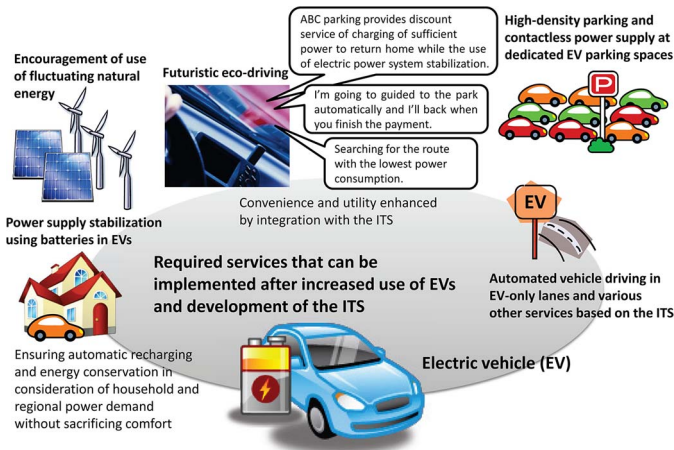 Encouragement of use
of fluctuating natural
energy
Futuristic eco-driving
ABC parking provides discount
service of charging of sufficient
power to return home while the use
of electric power system stabilization.
I'm going to guided to the park
automatically and I'll back when
you finish the payment.
Searching for the route
with the lowest power
consumption.
High-density parking and
contactless power supply at
dedicated EV parking spaces
P
Convenience and utility enhanced
by integration with the ITS
Power supply stabilization
using batteries in EVs
EV
Required services that can be
implemented after increased use of EVs
and development of the ITS
Automated vehicle driving in
EV-only lanes and various
other services based on the ITS
Ensuring automatic recharging
and energy conservation in
consideration of household and
regional power demand
without sacrificing comfort
Electric vehicle (EV)